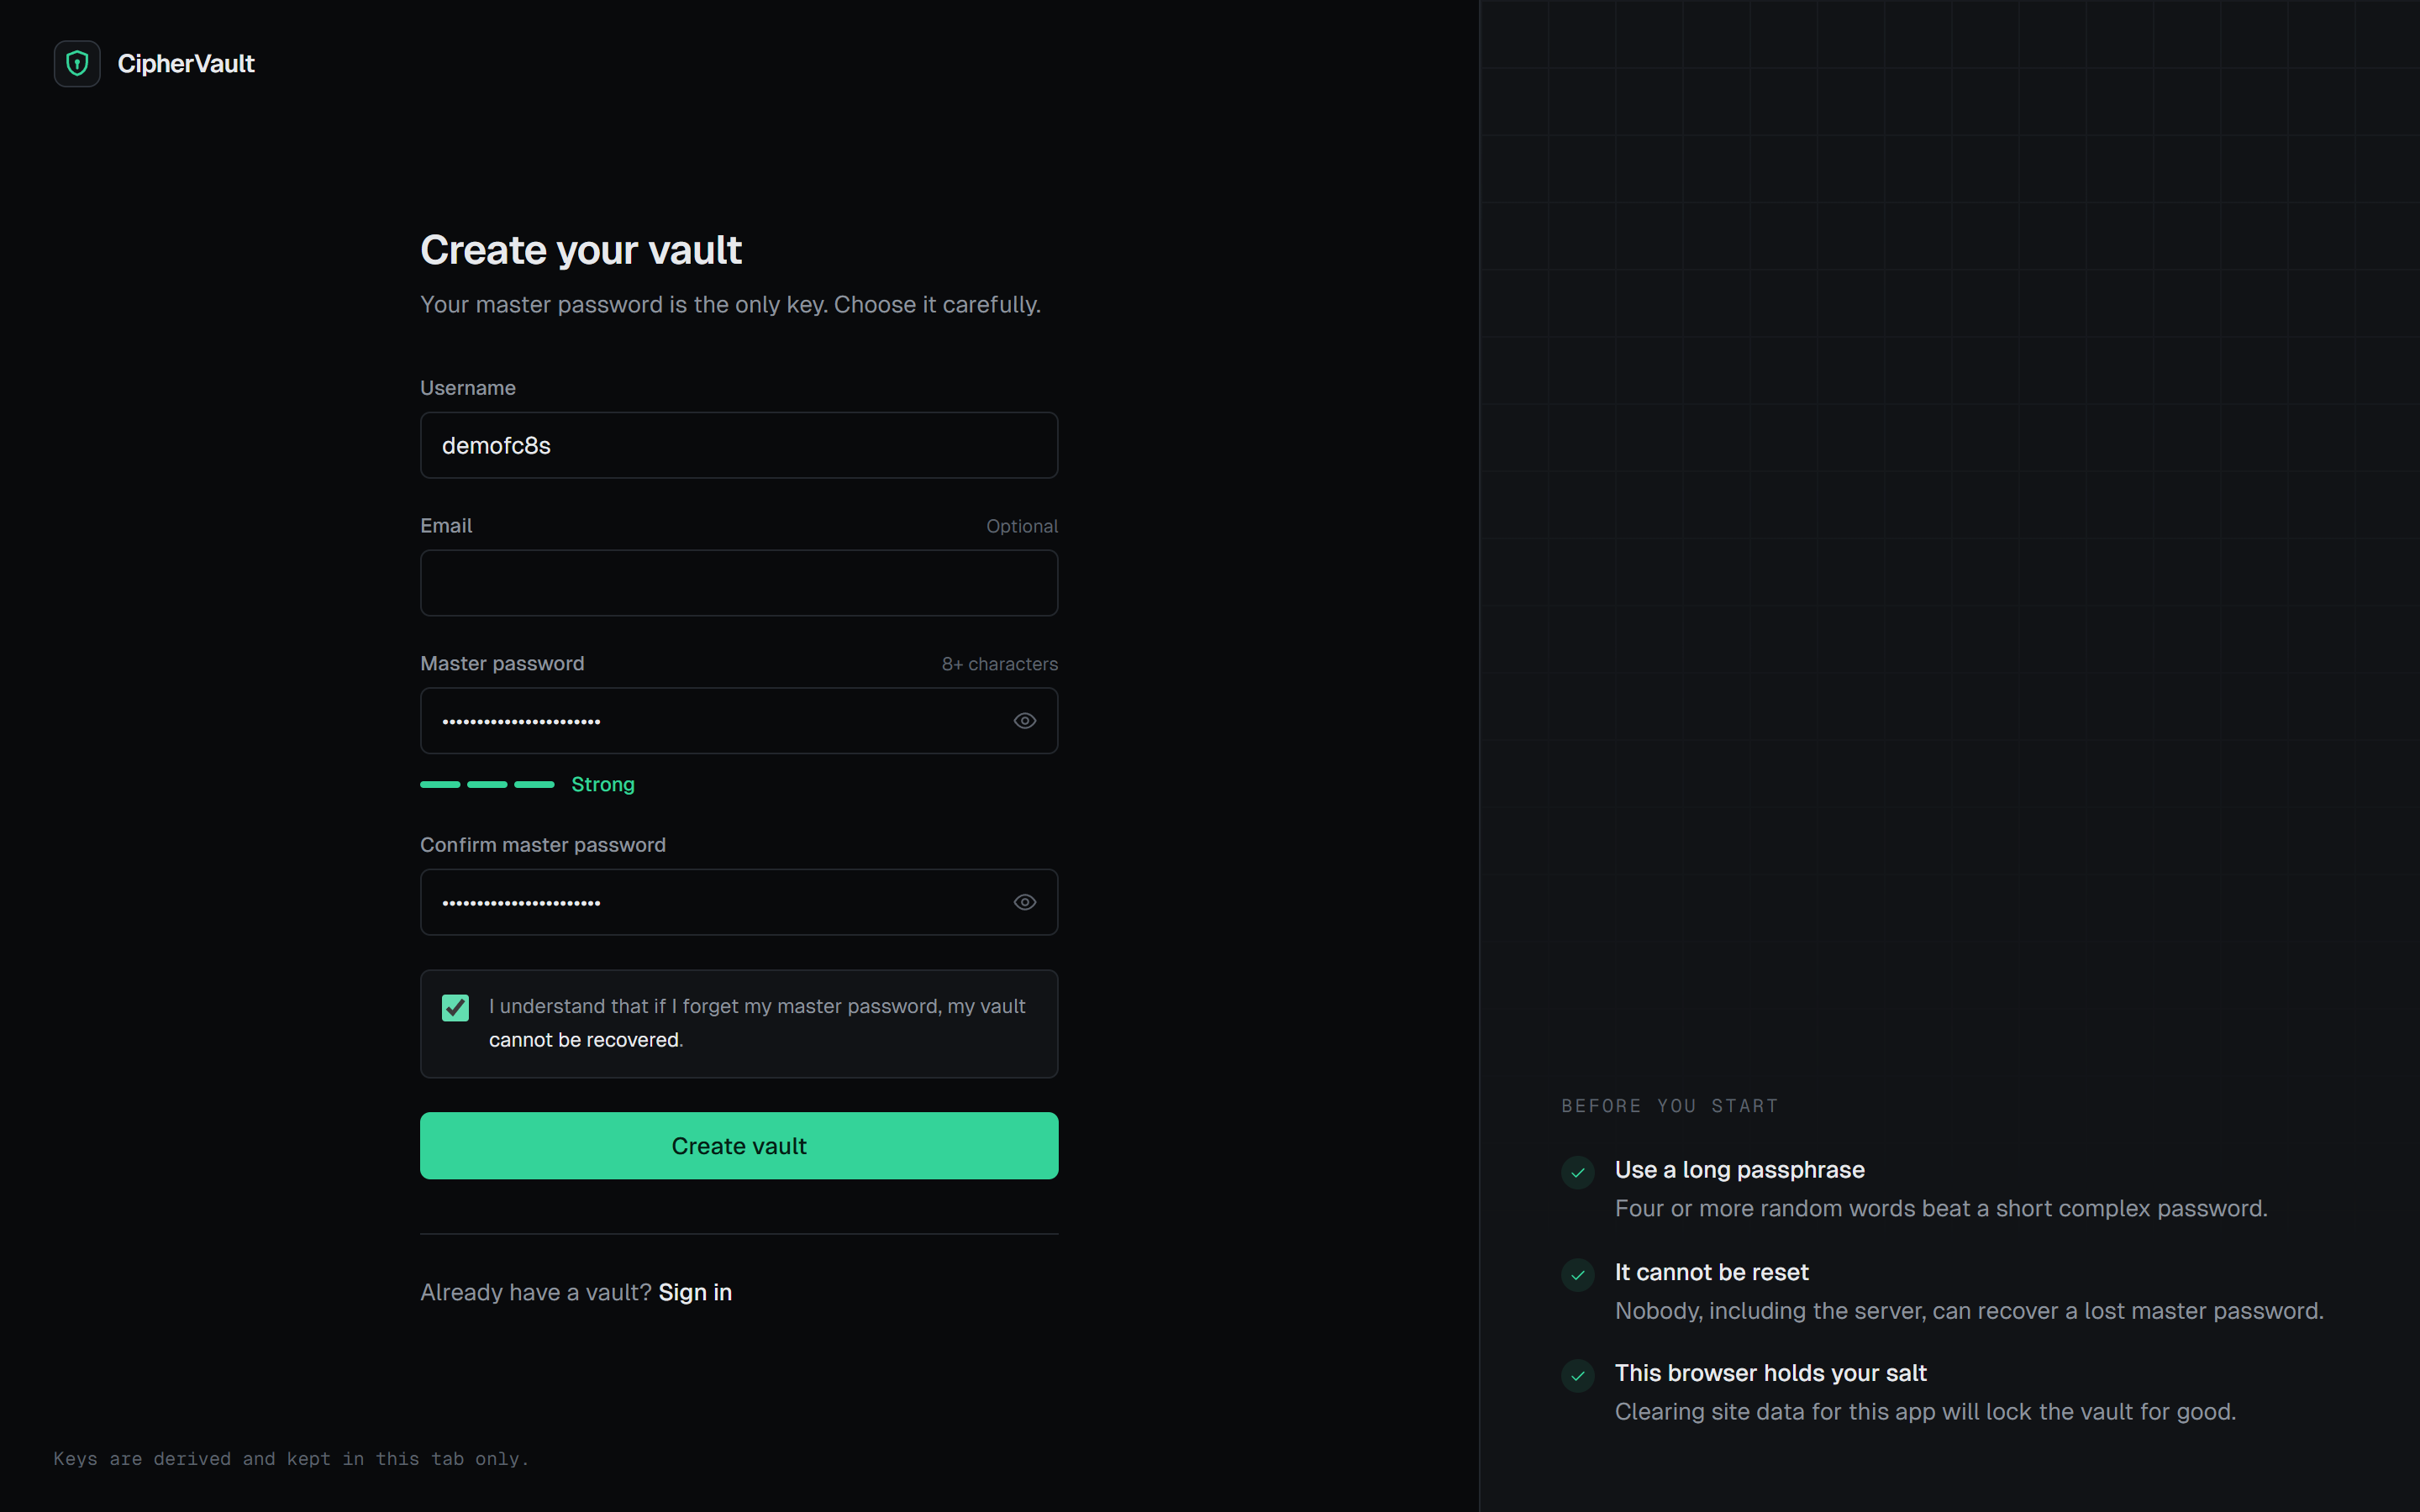 CipherVault
Create your vault
Your master password is the only key. Choose it carefully.
Username
demofc8s
Email
Optional
Master password
8+ characters
•••••••••••••••••••••••
Strong
Confirm master password
•••••••••••••••••••••••
I understand that if I forget my master password, my vault
cannot be recovered.
Create vault
Already have a vault? Sign in
Keys are derived and kept in this tab only.
BEFORE YOU START
Use a long passphrase
Four or more random words beat a short complex password.
It cannot be reset
Nobody, including the server, can recover a lost master password.
This browser holds your salt
Clearing site data for this app will lock the vault for good.